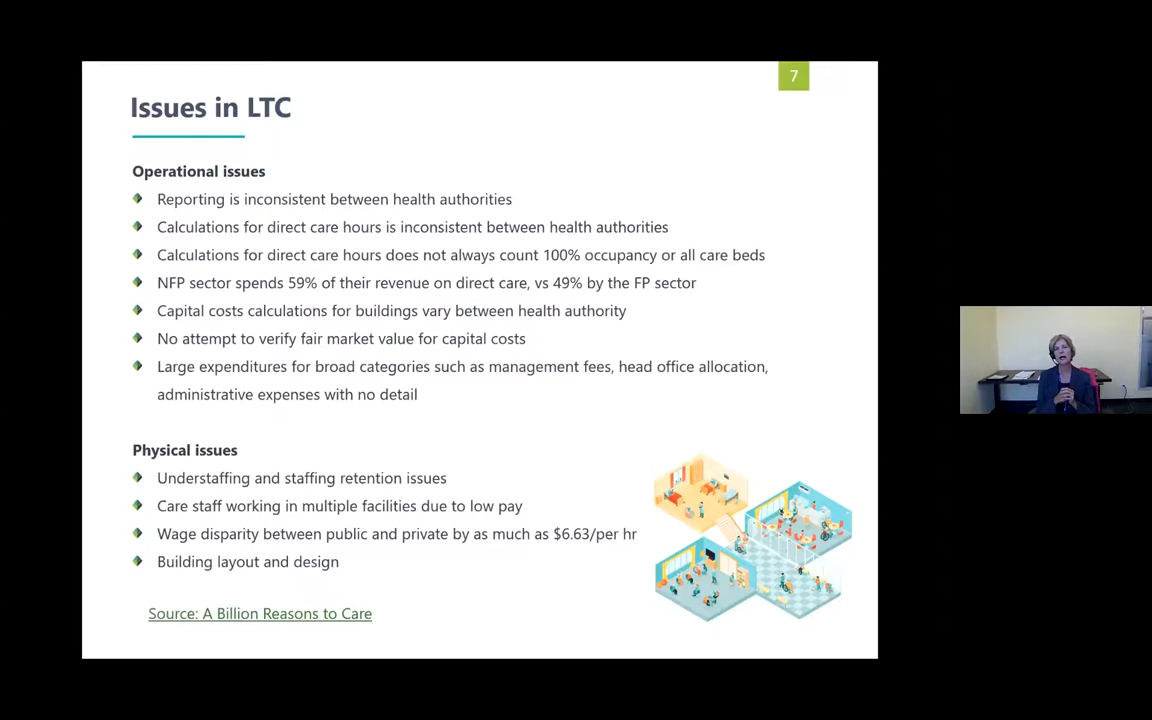 7
Issues in LTC
Operational issues
Reporting is inconsistent between health authorities
Calculations for direct care hours is inconsistent between health authorities
Calculations for direct care hours does not always count 100% occupancy or all care beds
NFP sector spends 59% of their revenue on direct care, vs 49% by the FP sector
Capital costs calculations for buildings vary between health authority
No attempt to verify fair market value for capital costs
Large expenditures for broad categories such as management fees, head office allocation,
administrative expenses with no detail
Physical issues
Understaffing and staffing retention issues
Care staff working in multiple facilities due to low pay
Wage disparity between public and private by as much as $6.63/per hr
Building layout and design
Source: A Billion Reasons to Care